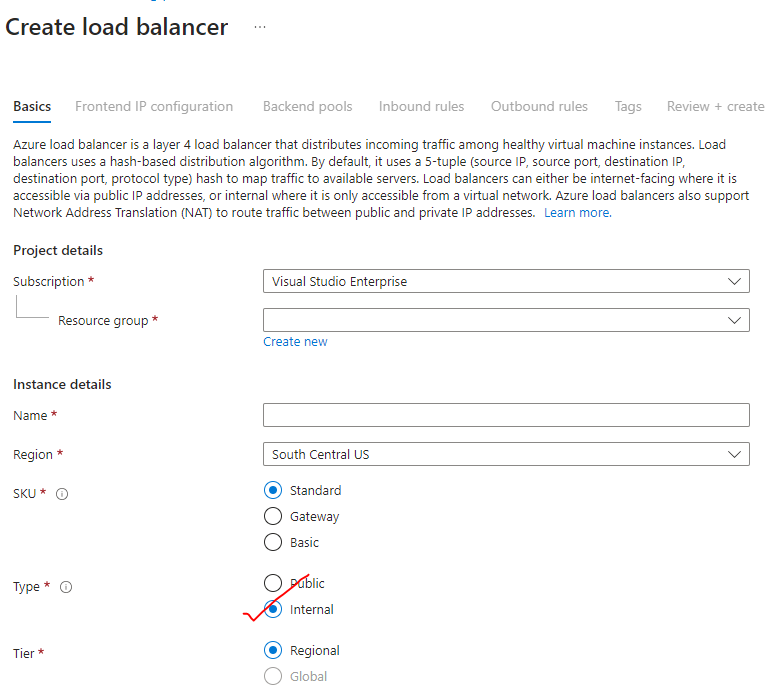 Create load balancer ...
Basics Frontend IP configuration Backend pools Inbound rules Outbound rules Tags Review + create
Azure load balancer is a layer 4 load balancer that distributes incoming traffic among healthy virtual machine instances. Load
balancers uses a hash-based distribution algorithm. By default, it uses a 5-tuple (source IP, source port, destination IP,
destination port, protocol type) hash to map traffic to available servers. Load balancers can either be internet-facing where it is
accessible via public IP addresses, or internal where it is only accessible from a virtual network. Azure load balancers also support
Network Address Translation (NAT) to route traffic between public and private IP addresses. Learn more.
Project details
Subscription * Visual Studio Enterprise
Resource group *
Create new
Instance details
Name *
Region * South Central US
SKU * Standard
Gateway
Basic
Type * Public
Internal
Tier * Regional
Global